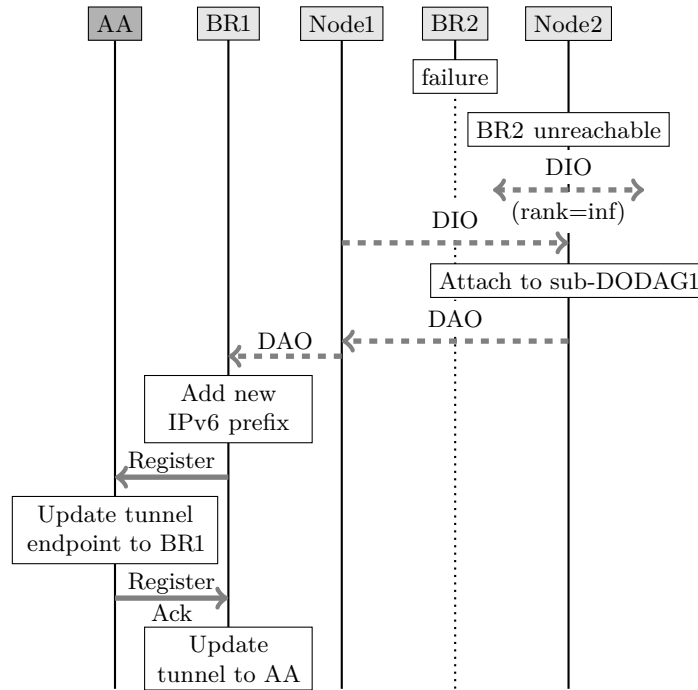 AA BR1 Node1 BR2 Node2
failure
BR2 unreachable
DIO
(rank=inf)
DIO
Attach to sub-DODAG1
DAO
DAO
Add new
IPv6 prefix
Register
Update tunnel
endpoint to BR1
Register
Ack
Update
tunnel to AA